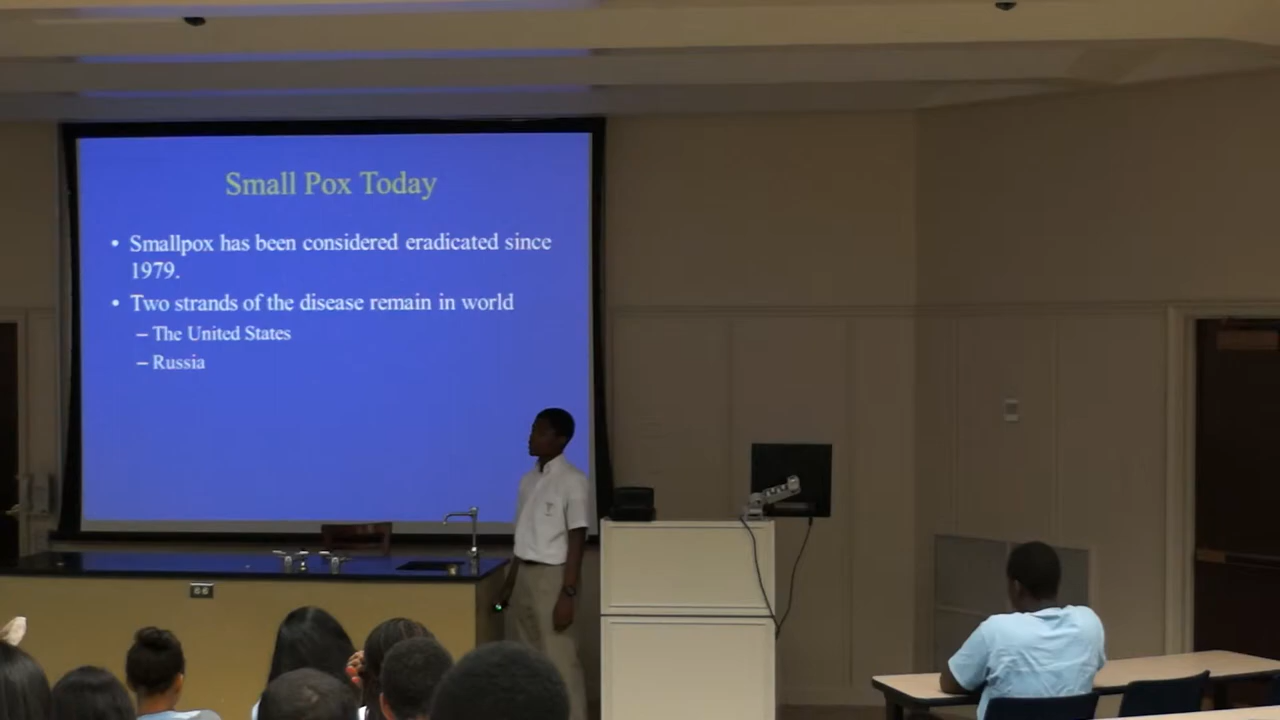 Small Pox Today
• Smallpox has been considered eradicated since
1979.
• Two strands of the disease remain in world
– The United States
– Russia